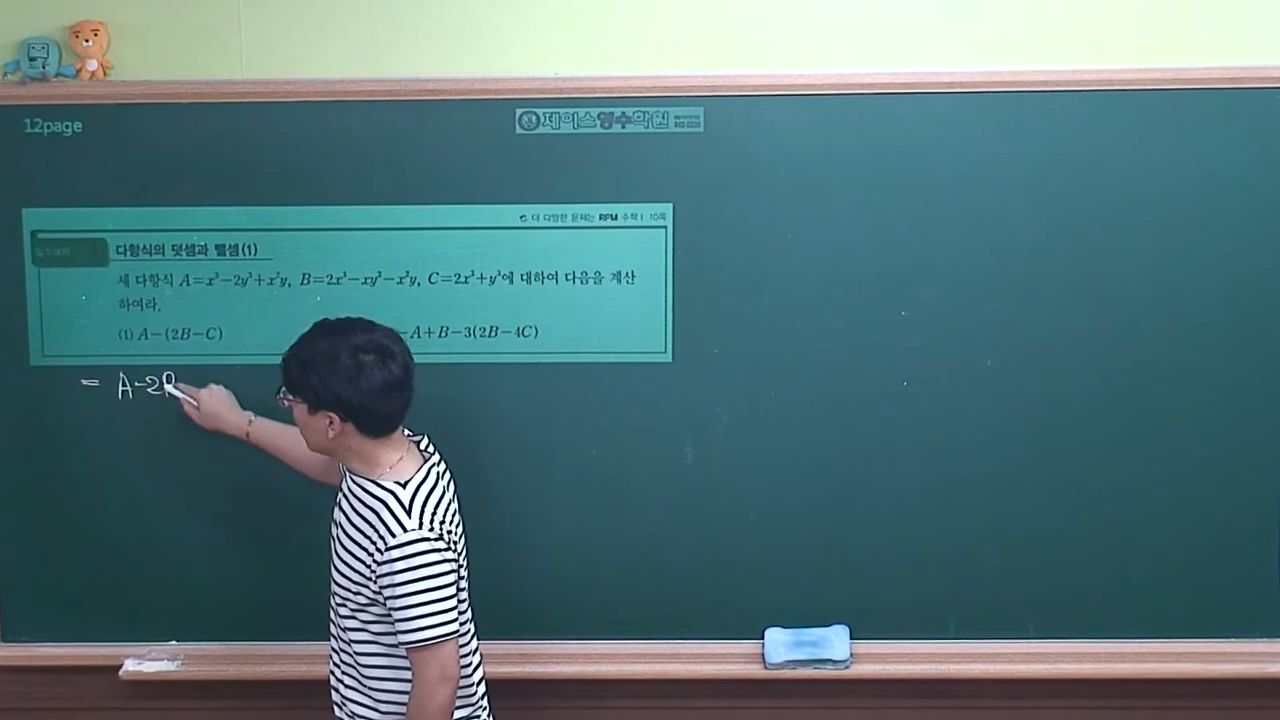 12page
제이스영수학원
더 다양한 문제는 RPM 수학 I 10쪽
다항식의 덧셈과 뺄셈(1)
세 다항식 A=x³-2y³+x²y, B=2x³-xy²-x²y, C=2x³+y³에 대하여 다음을 계산
하여라.
(1) A-(2B-C) -A+B-3(2B-4C)
= A-2B